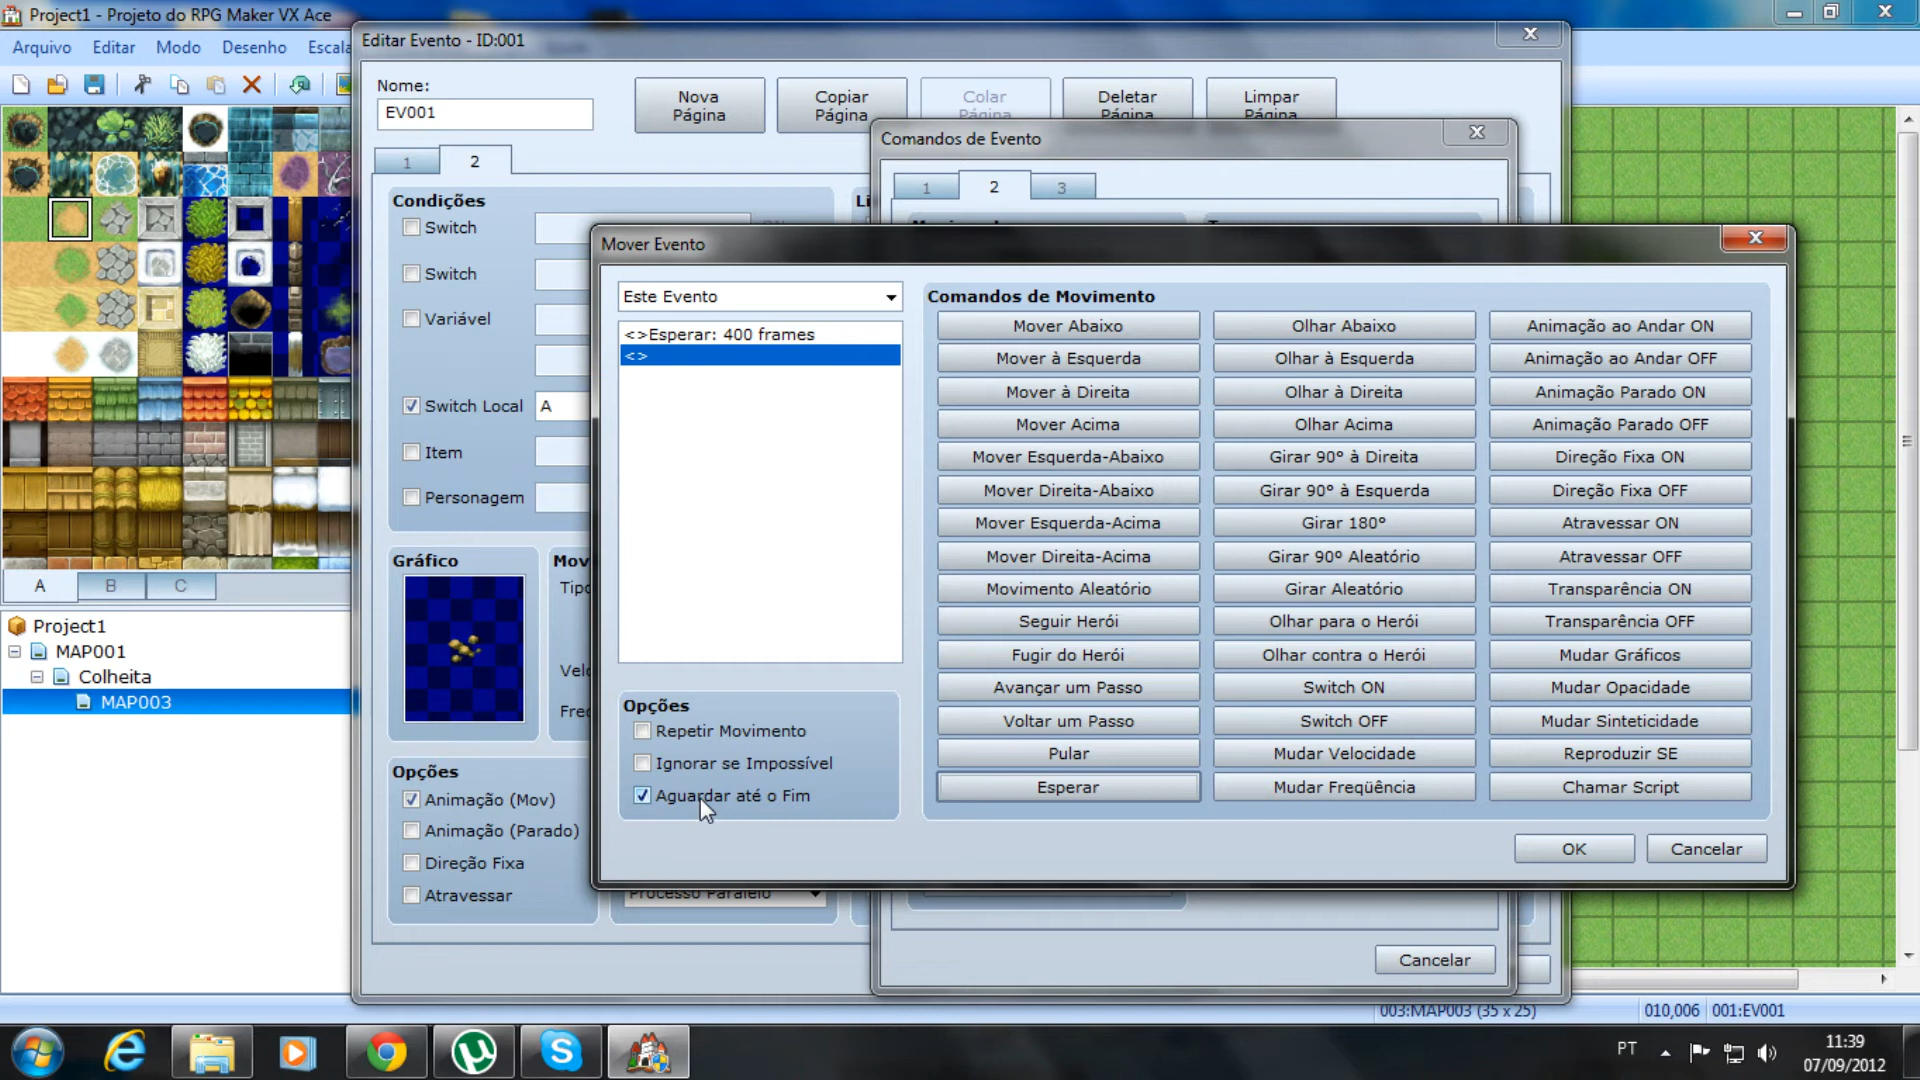 Project1 - Projeto do RPG Maker VX Ace
Arquivo Editar Modo Desenho Escala
Editar Evento - ID:001
Nome:
EV001
Nova Página
Copiar Página
Colar Página
Deletar Página
Limpar Página
1 2
Condições
Switch
Switch
Variável
Switch Local A
Item
Personagem
Gráfico
Opções
Animação (Mov)
Animação (Parado)
Direção Fixa
Atravessar
Processo Paralelo
Comandos de Evento
1 2 3
Cancelar
Mover Evento
Este Evento
<>Esperar: 400 frames
<>
Opções
Repetir Movimento
Ignorar se Impossível
Aguardar até o Fim
Comandos de Movimento
Mover Abaixo Olhar Abaixo Animação ao Andar ON
Mover à Esquerda Olhar à Esquerda Animação ao Andar OFF
Mover à Direita Olhar à Direita Animação Parado ON
Mover Acima Olhar Acima Animação Parado OFF
Mover Esquerda-Abaixo Girar 90º à Direita Direção Fixa ON
Mover Direita-Abaixo Girar 90º à Esquerda Direção Fixa OFF
Mover Esquerda-Acima Girar 180º Atravessar ON
Mover Direita-Acima Girar 90º Aleatório Atravessar OFF
Movimento Aleatório Girar Aleatório Transparência ON
Seguir Herói Olhar para o Herói Transparência OFF
Fugir do Herói Olhar contra o Herói Mudar Gráficos
Avançar um Passo Switch ON Mudar Opacidade
Voltar um Passo Switch OFF Mudar Sinteticidade
Pular Mudar Velocidade Reproduzir SE
Esperar Mudar Freqüência Chamar Script
OK Cancelar
A B C
Project1
MAP001
Colheita
MAP003
003:MAP003 (35 x 25) 010,006 001:EV001
PT
11:39
07/09/2012